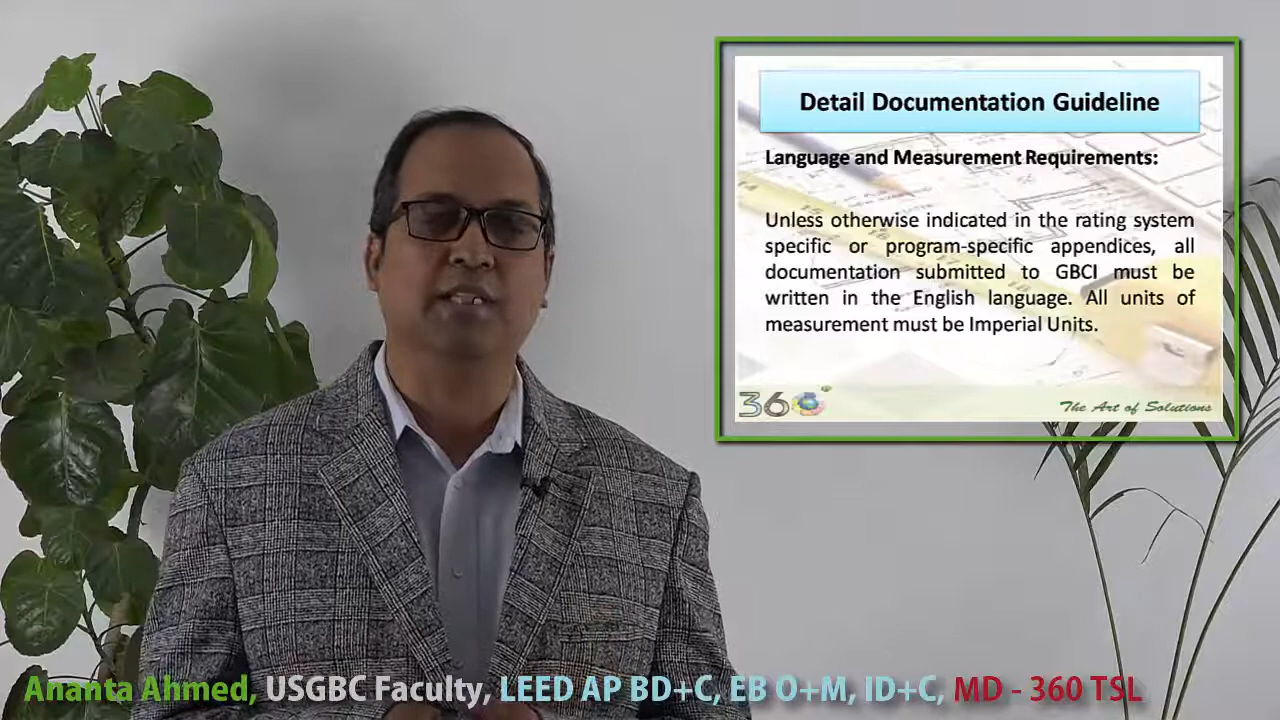 Detail Documentation Guideline
Language and Measurement Requirements:
Unless otherwise indicated in the rating system
specific or program-specific appendices, all
documentation submitted to GBCI must be
written in the English language. All units of
measurement must be Imperial Units.
360
The Art of Solutions
Ananta Ahmed, USGBC Faculty, LEED AP BD+C, EB O+M, ID+C, MD - 360 TSL